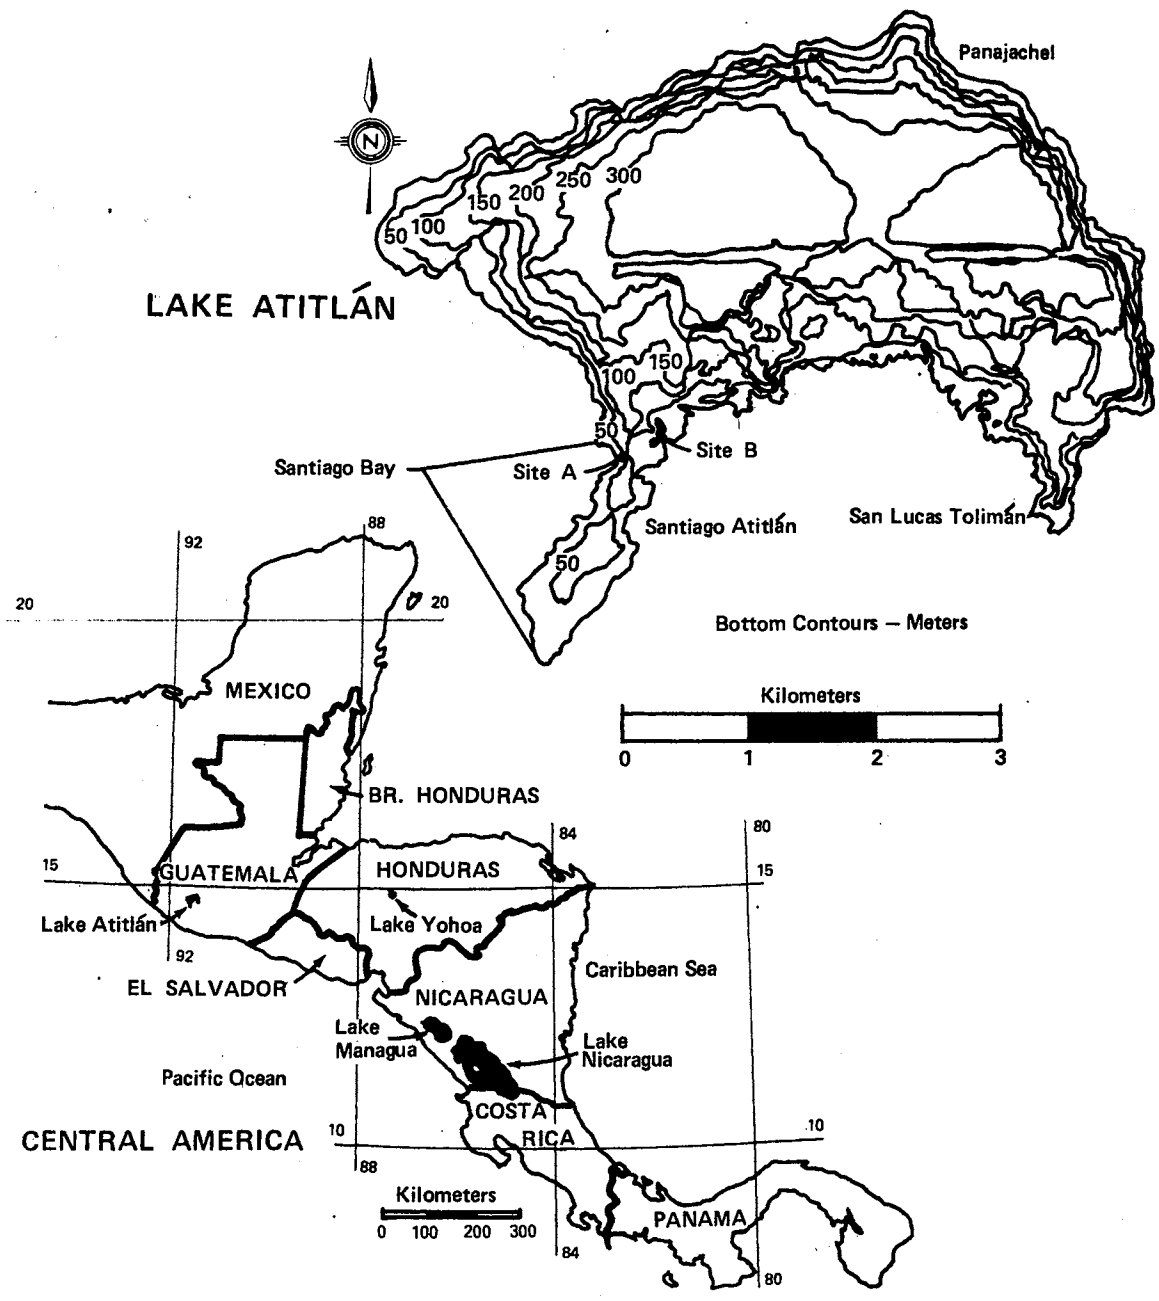 Panajachel
N
50 100 150 200 250 300
LAKE ATITLÁN
100 150
50
Site B
Santiago Bay
Site A
Santiago Atitlán
San Lucas Tolimán
50
Bottom Contours — Meters
Kilometers
0 1 2 3
92
88
20
20
MEXICO
BR. HONDURAS
84
80
15
15
GUATEMALA
HONDURAS
Lake Atitlán
Lake Yohoa
92
EL SALVADOR
Caribbean Sea
NICARAGUA
Lake
Managua
Lake
Nicaragua
Pacific Ocean
COSTA
RICA
CENTRAL AMERICA
10
10
88
Kilometers
0 100 200 300
PANAMA
84
80